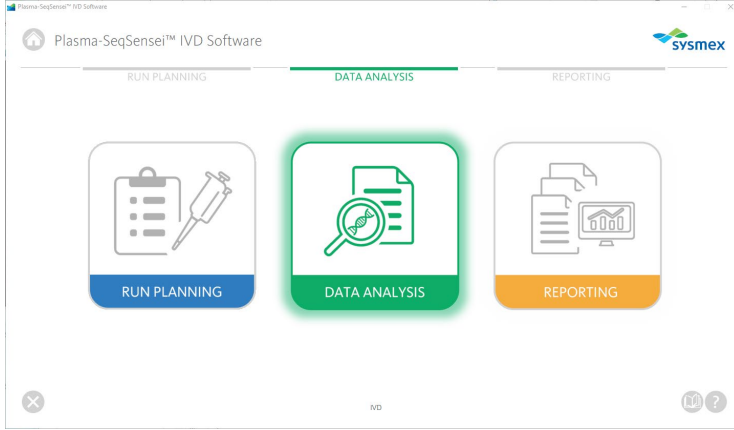 Plasma-SeqSensei™ IVD Software
Plasma-SeqSensei™ IVD Software
sysmex
RUN PLANNING
DATA ANALYSIS
REPORTING
RUN PLANNING
DATA ANALYSIS
REPORTING
IVD
?